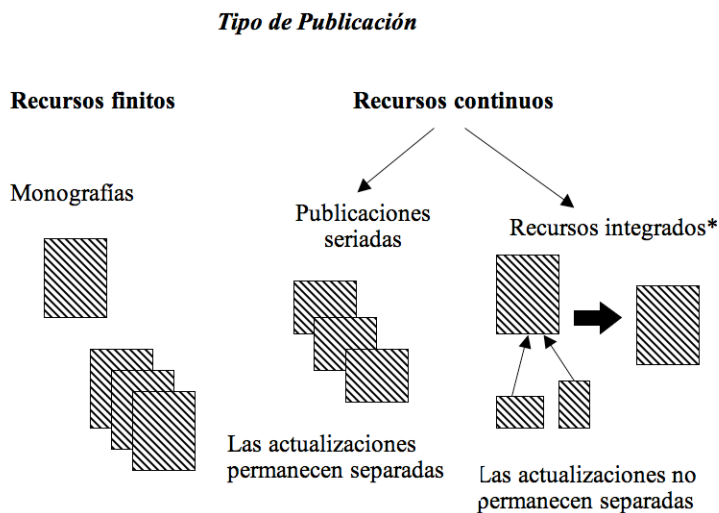 Tipo de Publicación
Recursos finitos
Recursos continuos
Monografías
Publicaciones
seriadas
Recursos integrados*
Las actualizaciones
permanecen separadas
Las actualizaciones no
permanecen separadas